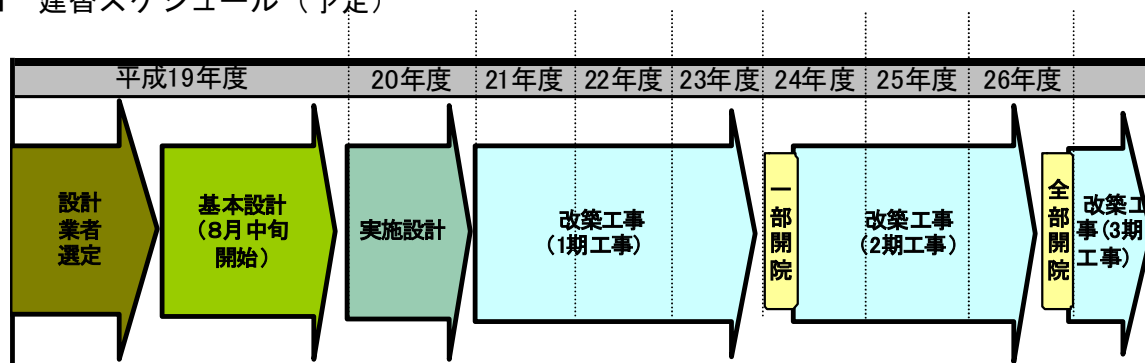 建替スケジュール（予定）
平成19年度 20年度 21年度 22年度 23年度 24年度 25年度 26年度
設計
業者
選定
基本設計
（8月中旬
開始）
実施設計
改築工事
（1期工事）
一部開院
改築工事
（2期工事）
全部開院
改築工
事（3期
工事）